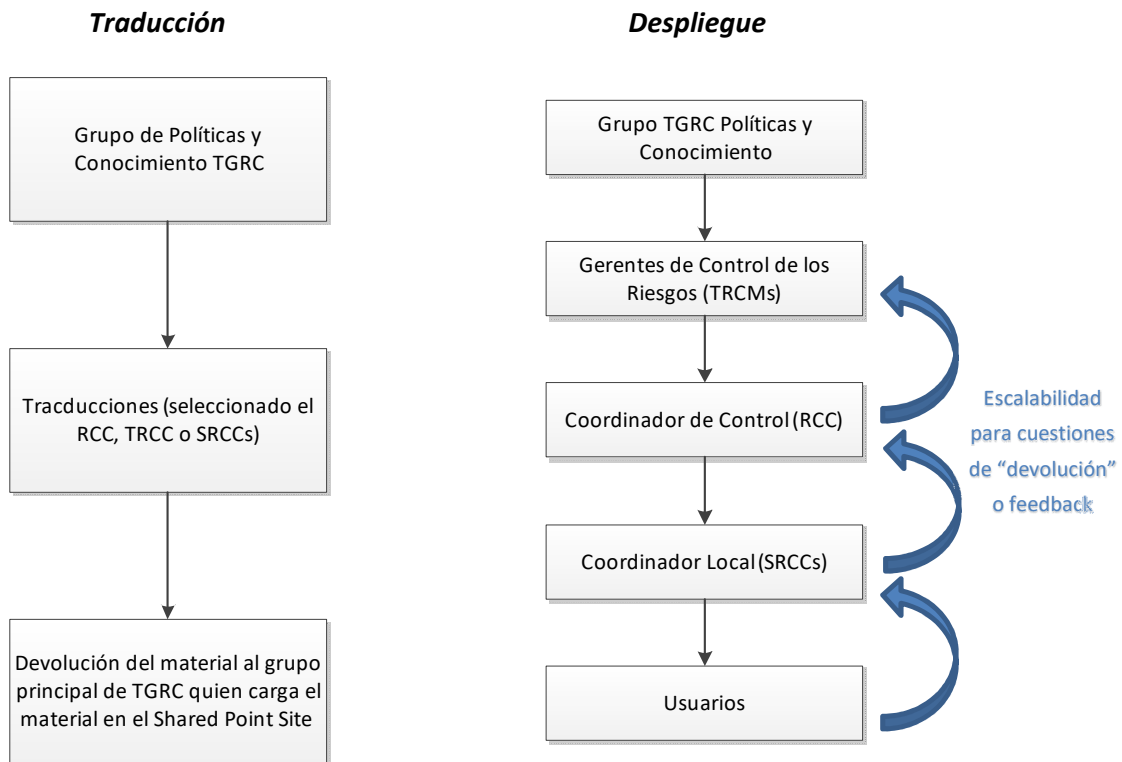 Traducción
Grupo de Políticas y
Conocimiento TGRC
Tracducciones (seleccionado el
RCC, TRCC o SRCCs)
Devolución del material al grupo
principal de TGRC quien carga el
material en el Shared Point Site
Despliegue
Grupo TGRC Políticas y
Conocimiento
Gerentes de Control de los
Riesgos (TRCMs)
Coordinador de Control (RCC)
Coordinador Local (SRCCs)
Usuarios
Escalabilidad
para cuestiones
de “devolución”
o feedback